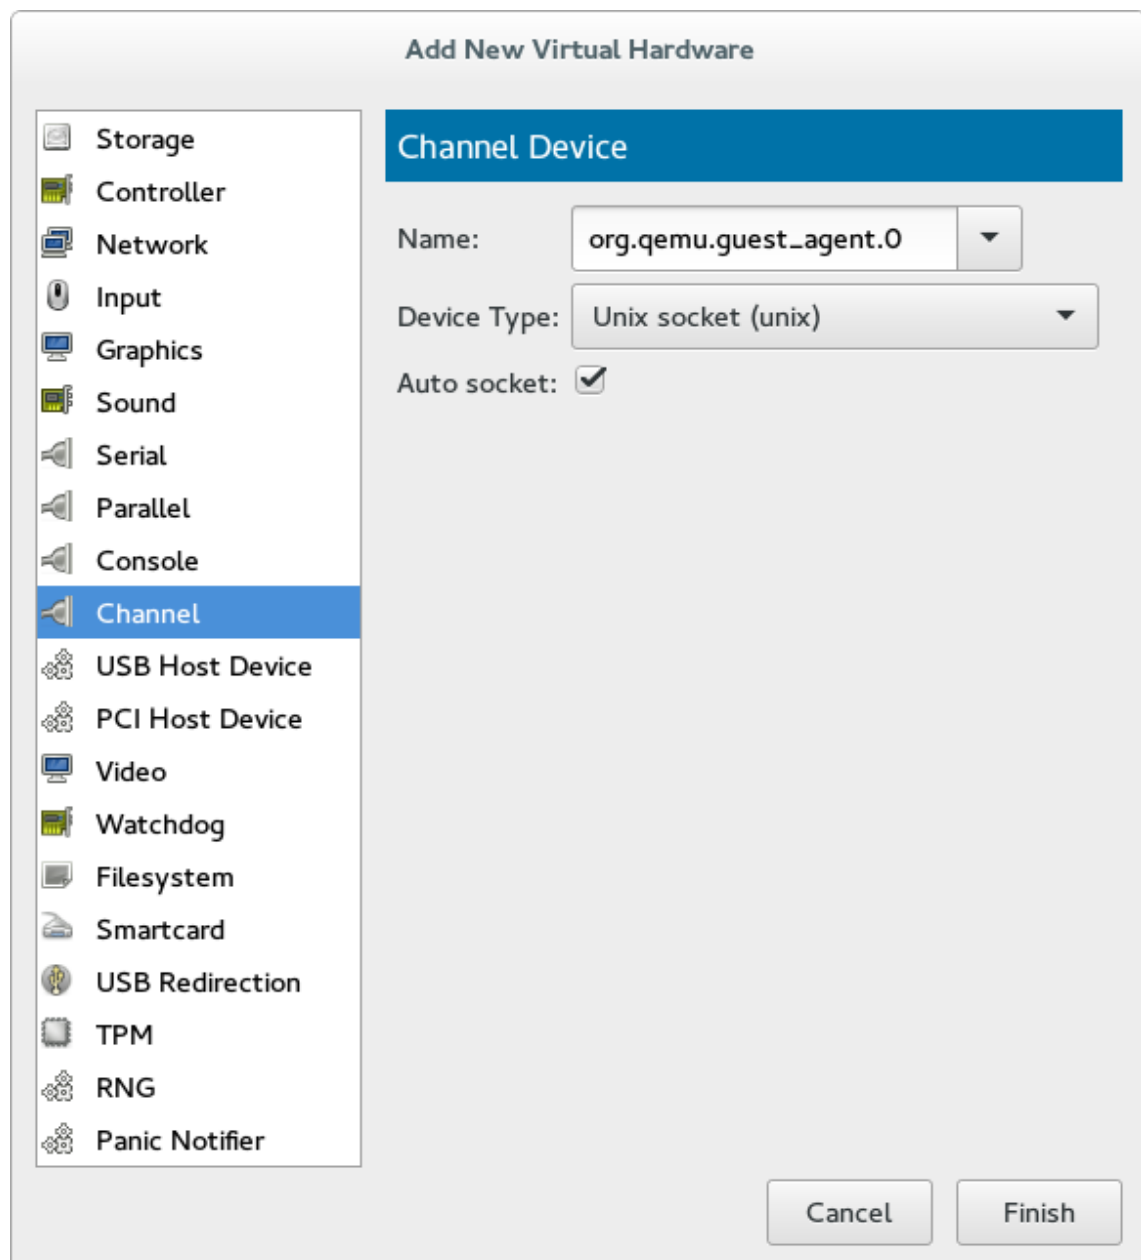 Add New Virtual Hardware
Storage
Controller
Network
Input
Graphics
Sound
Serial
Parallel
Console
Channel
USB Host Device
PCI Host Device
Video
Watchdog
Filesystem
Smartcard
USB Redirection
TPM
RNG
Panic Notifier
Channel Device
Name: org.qemu.guest_agent.0
Device Type: Unix socket (unix)
Auto socket:
Cancel Finish